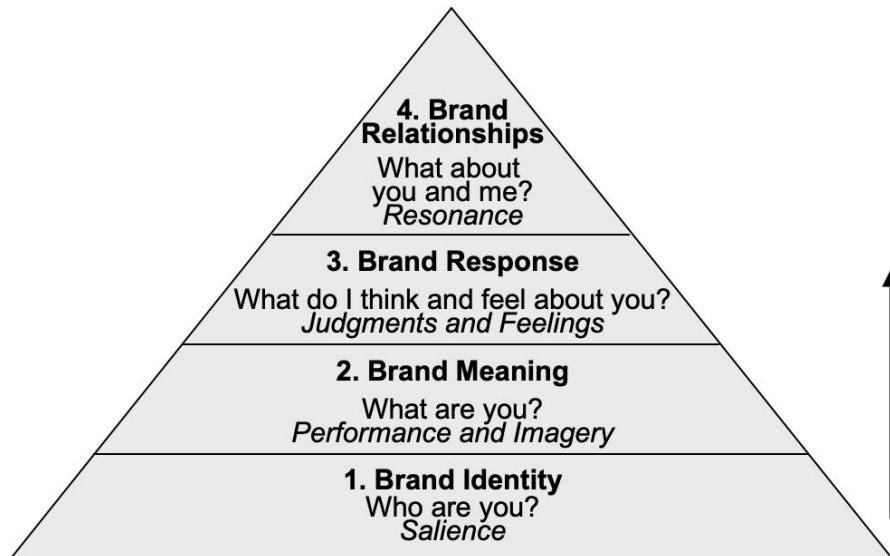 4. Brand
Relationships
What about
you and me?
Resonance
3. Brand Response
What do I think and feel about you?
Judgments and Feelings
2. Brand Meaning
What are you?
Performance and Imagery
1. Brand Identity
Who are you?
Salience